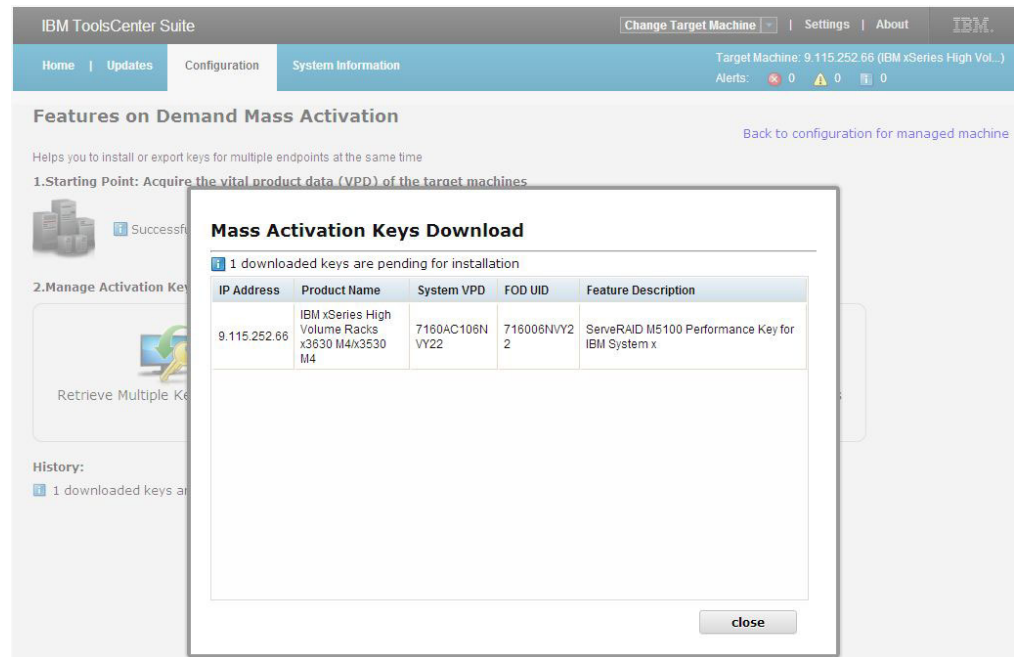 IBM ToolsCenter Suite
Change Target Machine | Settings | About IBM.
Home | Updates Configuration System Information
Target Machine: 9.115.252.66 (IBM xSeries High Vol...)
Alerts: 0 0 0
Features on Demand Mass Activation
Back to configuration for managed machine
Helps you to install or export keys for multiple endpoints at the same time
1.Starting Point: Acquire the vital product data (VPD) of the target machines
Successfu
2.Manage Activation Key
Retrieve Multiple Ke
History:
1 downloaded keys ar
Mass Activation Keys Download
1 downloaded keys are pending for installation
IP Address Product Name System VPD FOD UID Feature Description
9.115.252.66
IBM xSeries High
Volume Racks
x3630 M4/x3530
M4
7160AC106N
VY22
716006NVY2
2
ServeRAID M5100 Performance Key for
IBM System x
close